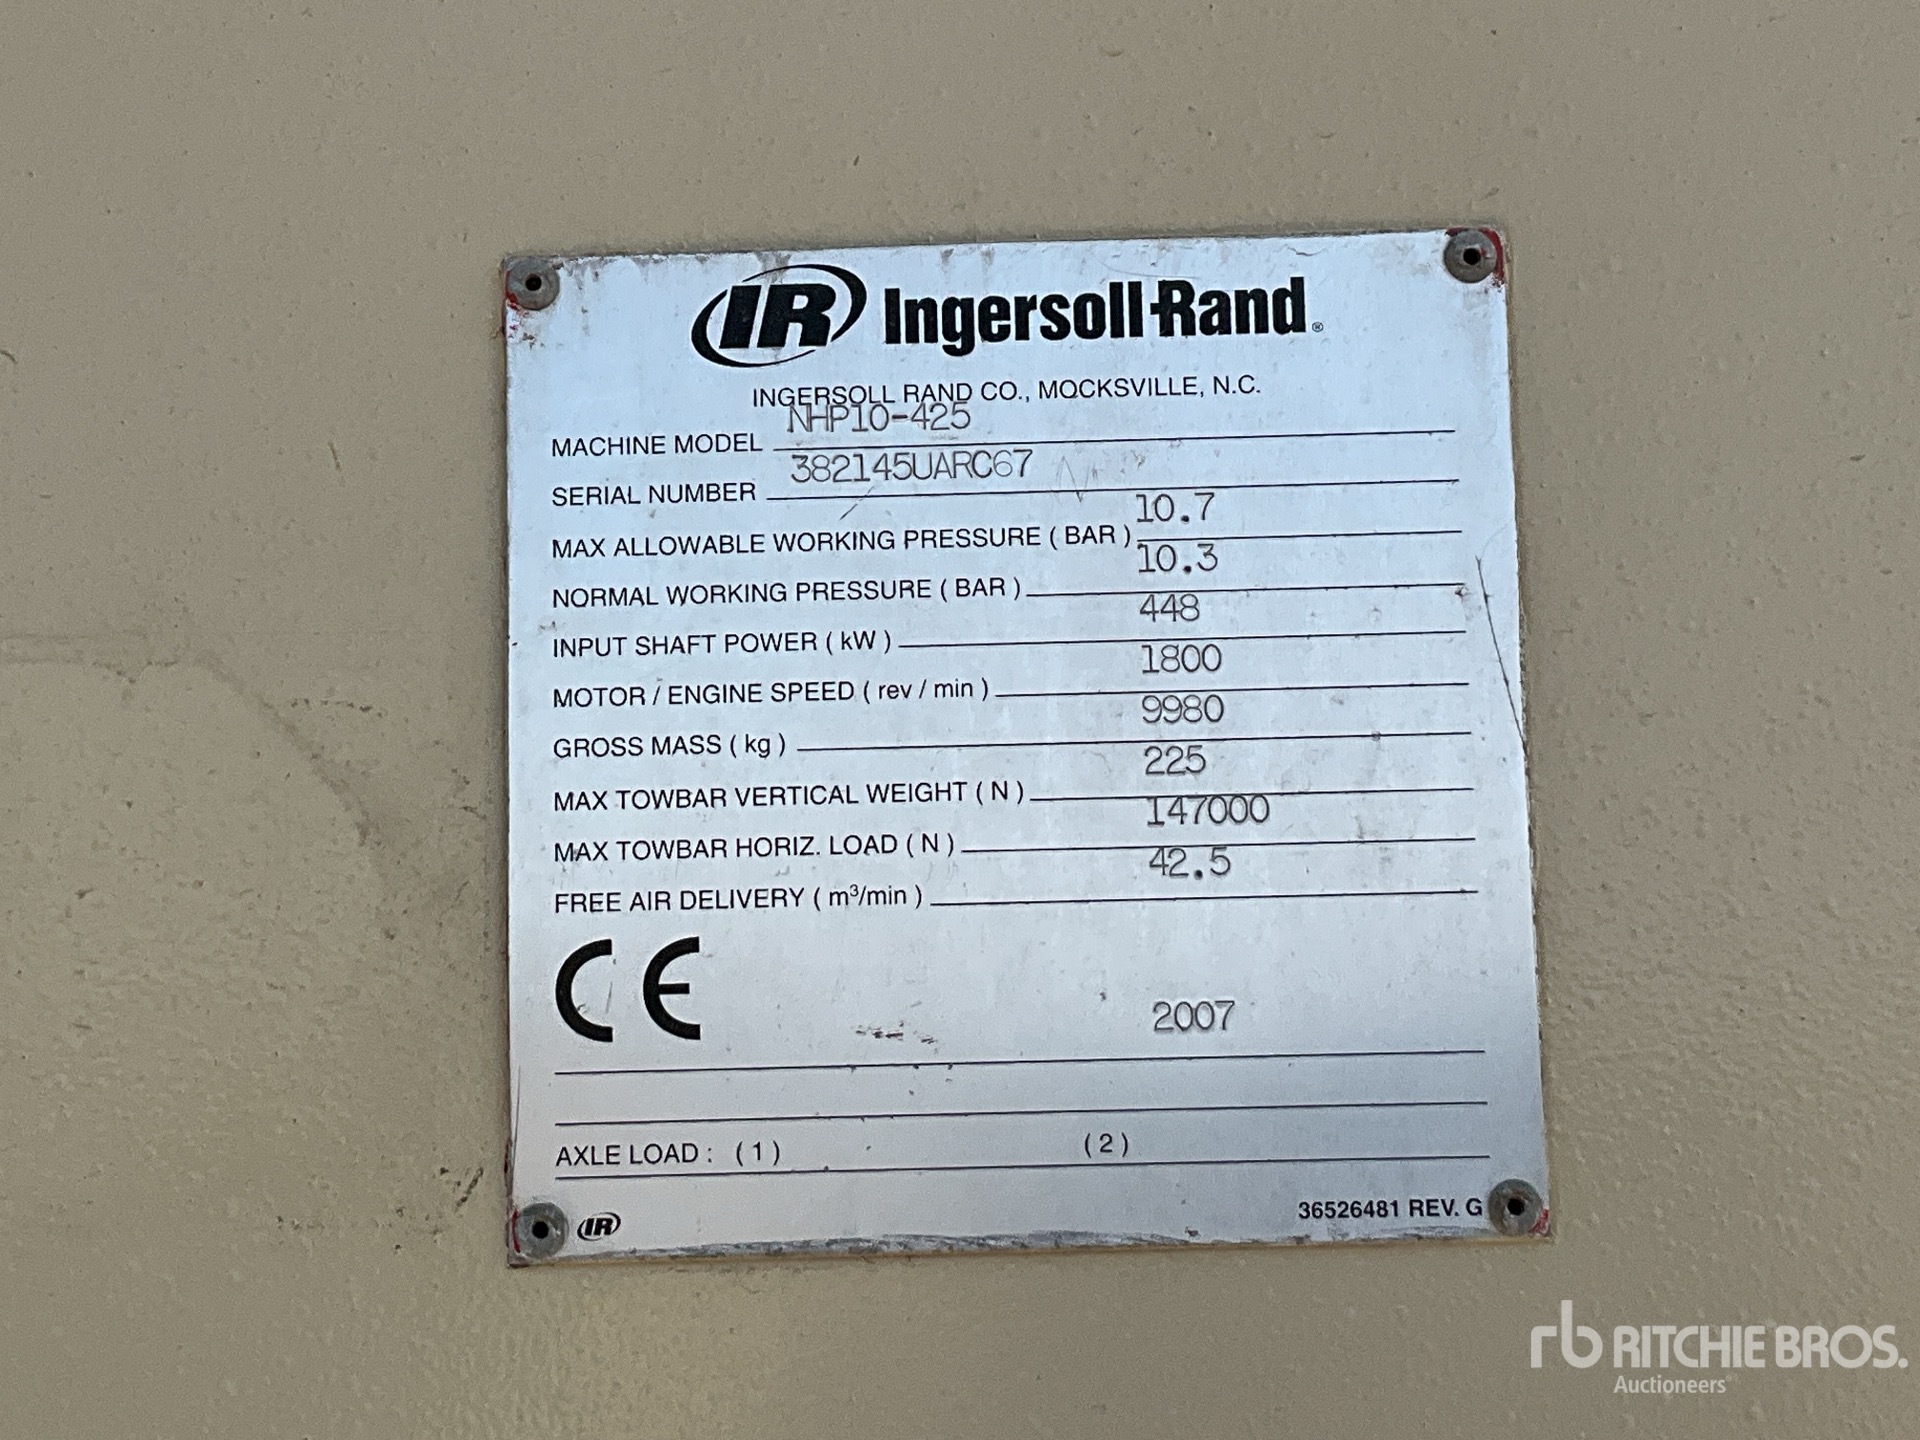 IR Ingersoll-Rand®
INGERSOLL RAND CO., MOCKSVILLE, N.C.
MACHINE MODEL NHP10-425
SERIAL NUMBER 382145UARC67
MAX ALLOWABLE WORKING PRESSURE ( BAR ) 10.7
NORMAL WORKING PRESSURE ( BAR ) 10.3
INPUT SHAFT POWER ( kW ) 448
MOTOR / ENGINE SPEED ( rev / min ) 1800
GROSS MASS ( kg ) 9980
MAX TOWBAR VERTICAL WEIGHT ( N ) 225
MAX TOWBAR HORIZ. LOAD ( N ) 147000
FREE AIR DELIVERY ( m³/min ) 42.5
CE 2007
AXLE LOAD : ( 1 ) ( 2 )
IR 36526481 REV. G
rb RITCHIE BROS.
Auctioneers